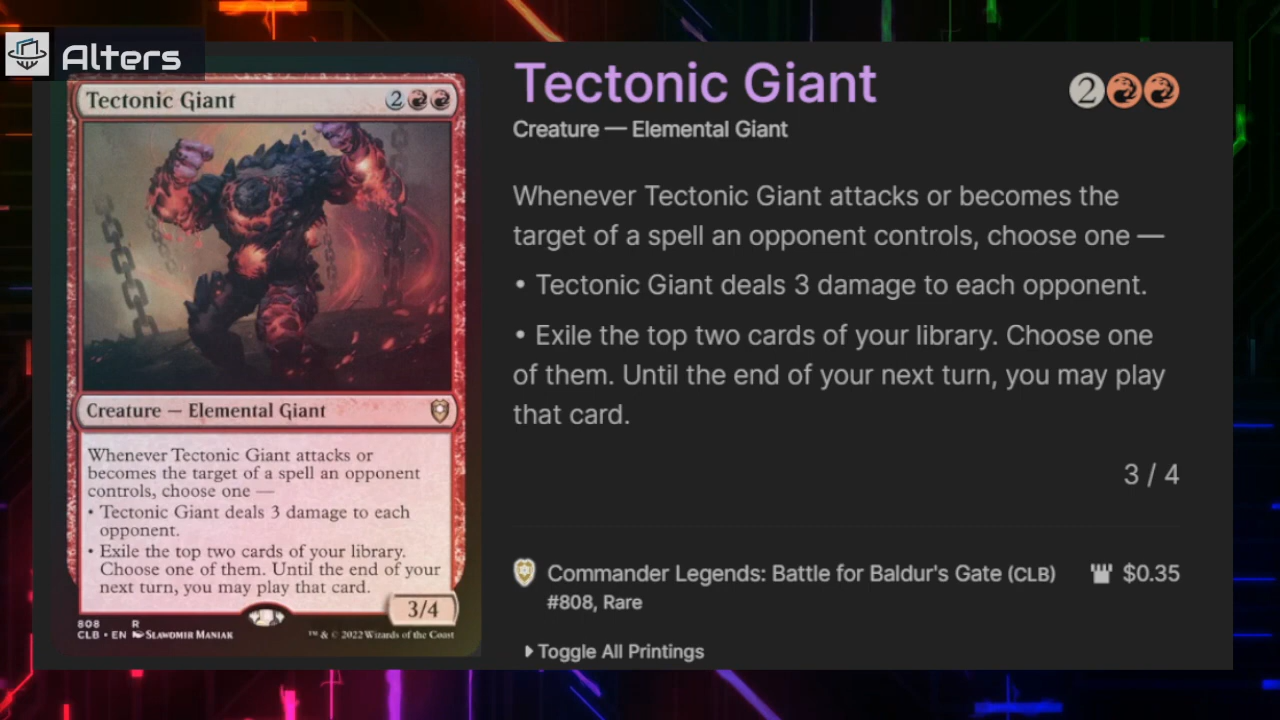 Alters
Tectonic Giant 2
Creature — Elemental Giant
Whenever Tectonic Giant attacks or
becomes the target of a spell an opponent
controls, choose one —
• Tectonic Giant deals 3 damage to each
opponent.
• Exile the top two cards of your library.
Choose one of them. Until the end of your
next turn, you may play that card.
3/4
808 R
CLB • EN Slawomir Maniak
™ & © 2022 Wizards of the Coast
Tectonic Giant 2
Creature — Elemental Giant
Whenever Tectonic Giant attacks or becomes the
target of a spell an opponent controls, choose one —
• Tectonic Giant deals 3 damage to each opponent.
• Exile the top two cards of your library. Choose one
of them. Until the end of your next turn, you may play
that card.
3 / 4
Commander Legends: Battle for Baldur's Gate (CLB) $0.35
#808, Rare
Toggle All Printings